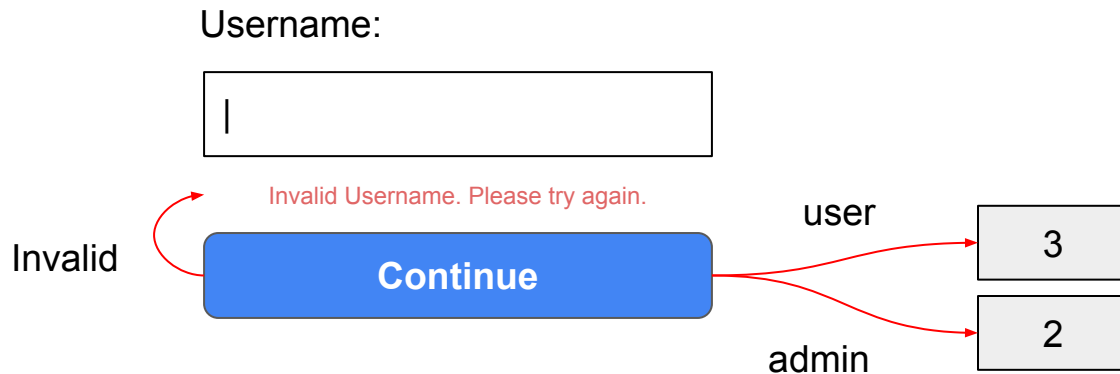 Username:
|
Invalid Username. Please try again.
user
3
Invalid
Continue
2
admin